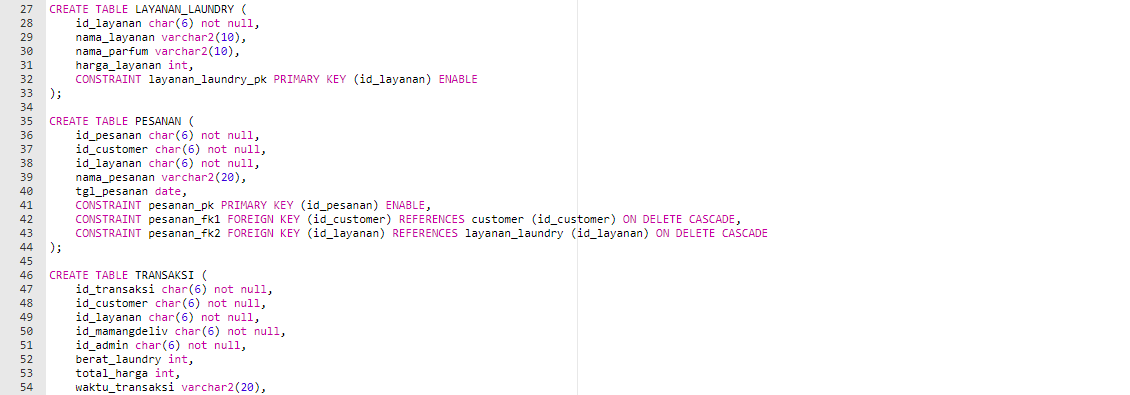 27 CREATE TABLE LAYANAN_LAUNDRY (
28     id_layanan char(6) not null,
29     nama_layanan varchar2(10),
30     nama_parfum varchar2(10),
31     harga_layanan int,
32     CONSTRAINT layanan_laundry_pk PRIMARY KEY (id_layanan) ENABLE
33 );
34
35 CREATE TABLE PESANAN (
36     id_pesanan char(6) not null,
37     id_customer char(6) not null,
38     id_layanan char(6) not null,
39     nama_pesanan varchar2(20),
40     tgl_pesanan date,
41     CONSTRAINT pesanan_pk PRIMARY KEY (id_pesanan) ENABLE,
42     CONSTRAINT pesanan_fk1 FOREIGN KEY (id_customer) REFERENCES customer (id_customer) ON DELETE CASCADE,
43     CONSTRAINT pesanan_fk2 FOREIGN KEY (id_layanan) REFERENCES layanan_laundry (id_layanan) ON DELETE CASCADE
44 );
45
46 CREATE TABLE TRANSAKSI (
47     id_transaksi char(6) not null,
48     id_customer char(6) not null,
49     id_layanan char(6) not null,
50     id_mamangdeliv char(6) not null,
51     id_admin char(6) not null,
52     berat_laundry int,
53     total_harga int,
54     waktu_transaksi varchar2(20),